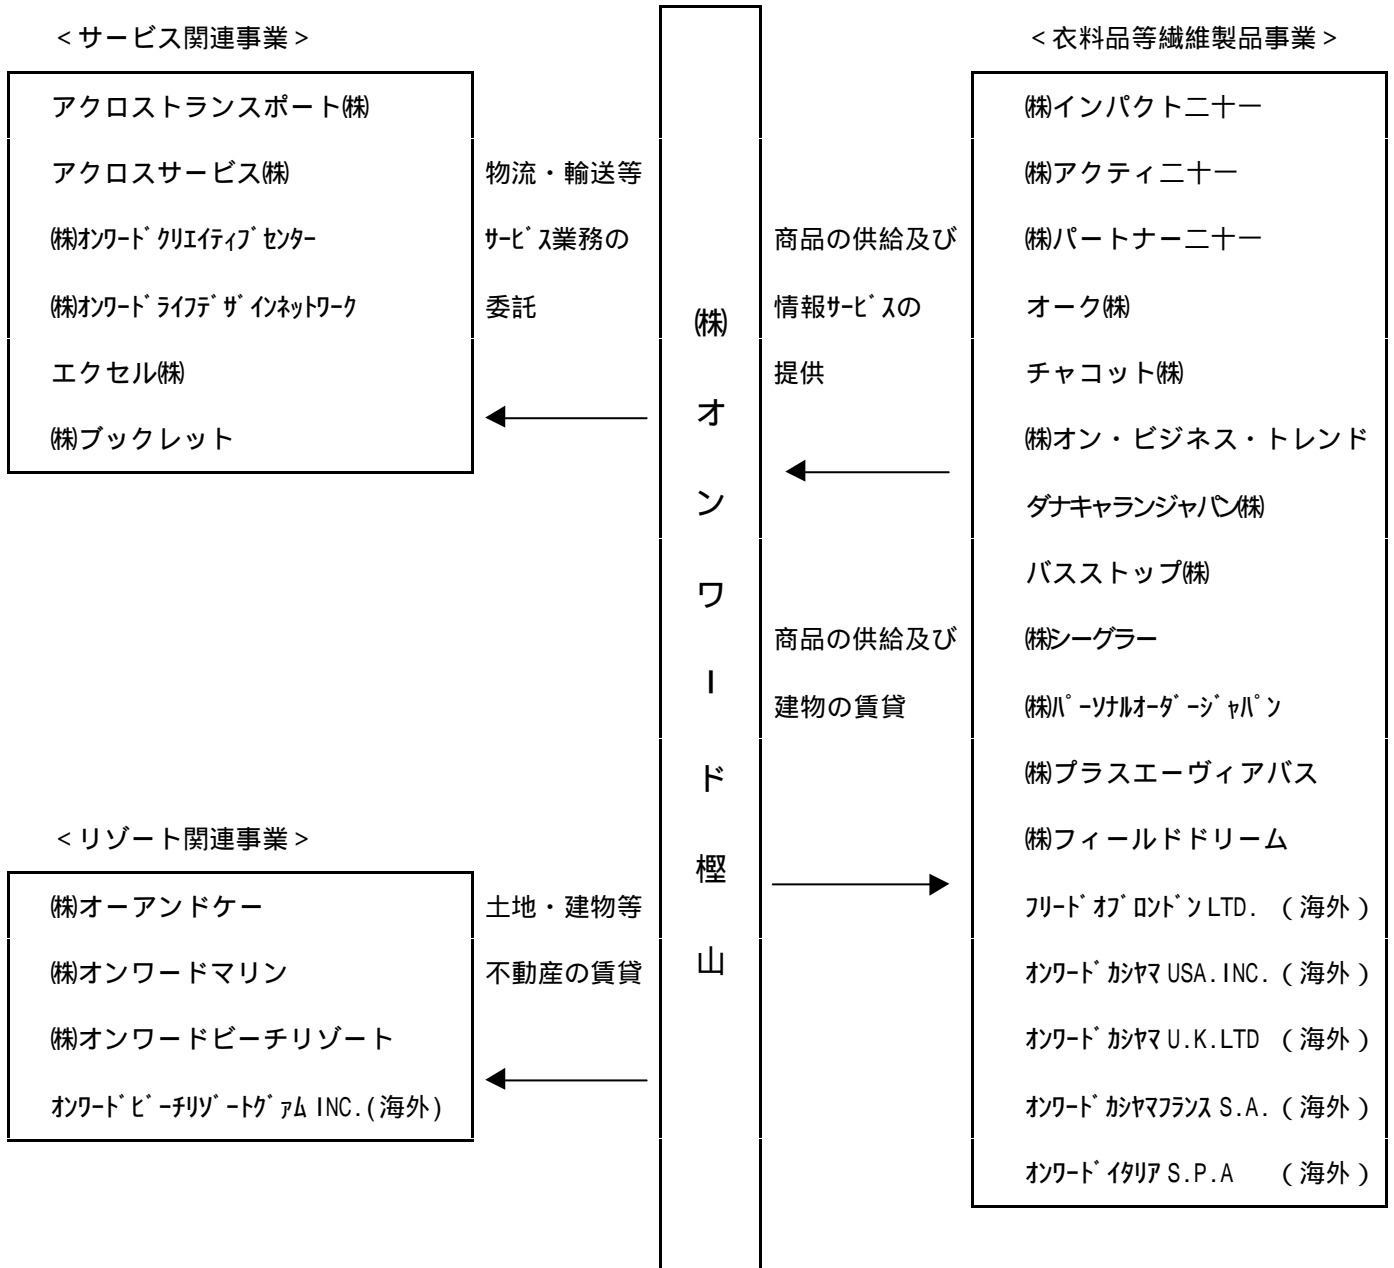 <サービス関連事業>
アクロストランスポート㈱
アクロスサービス㈱
㈱オンワードクリエイティブセンター
㈱オンワードライフデザインネットワーク
エクセル㈱
㈱ブックレット
物流・輸送等
サービス業務の
委託
<リゾート関連事業>
㈱オーアンドケー
㈱オンワードマリン
㈱オンワードビーチリゾート
オンワードビーチリゾートグァム INC.(海外)
土地・建物等
不動産の賃貸
㈱オンワード樫山
商品の供給及び
情報サービスの
提供
商品の供給及び
建物の賃貸
<衣料品等繊維製品事業>
㈱インパクト二十一
㈱アクティ二十一
㈱パートナー二十一
オーク㈱
チャコット㈱
㈱オン・ビジネス・トレンド
ダナキャランジャパン㈱
バスストップ㈱
㈱シーグラー
㈱パーソナルオーダージャパン
㈱プラスエーヴィアバス
㈱フィールドドリーム
フリードオブロンドン LTD. (海外)
オンワードカシヤマ USA.INC. (海外)
オンワードカシヤマ U.K.LTD (海外)
オンワードカシヤマフランス S.A. (海外)
オンワードイタリア S.P.A (海外)